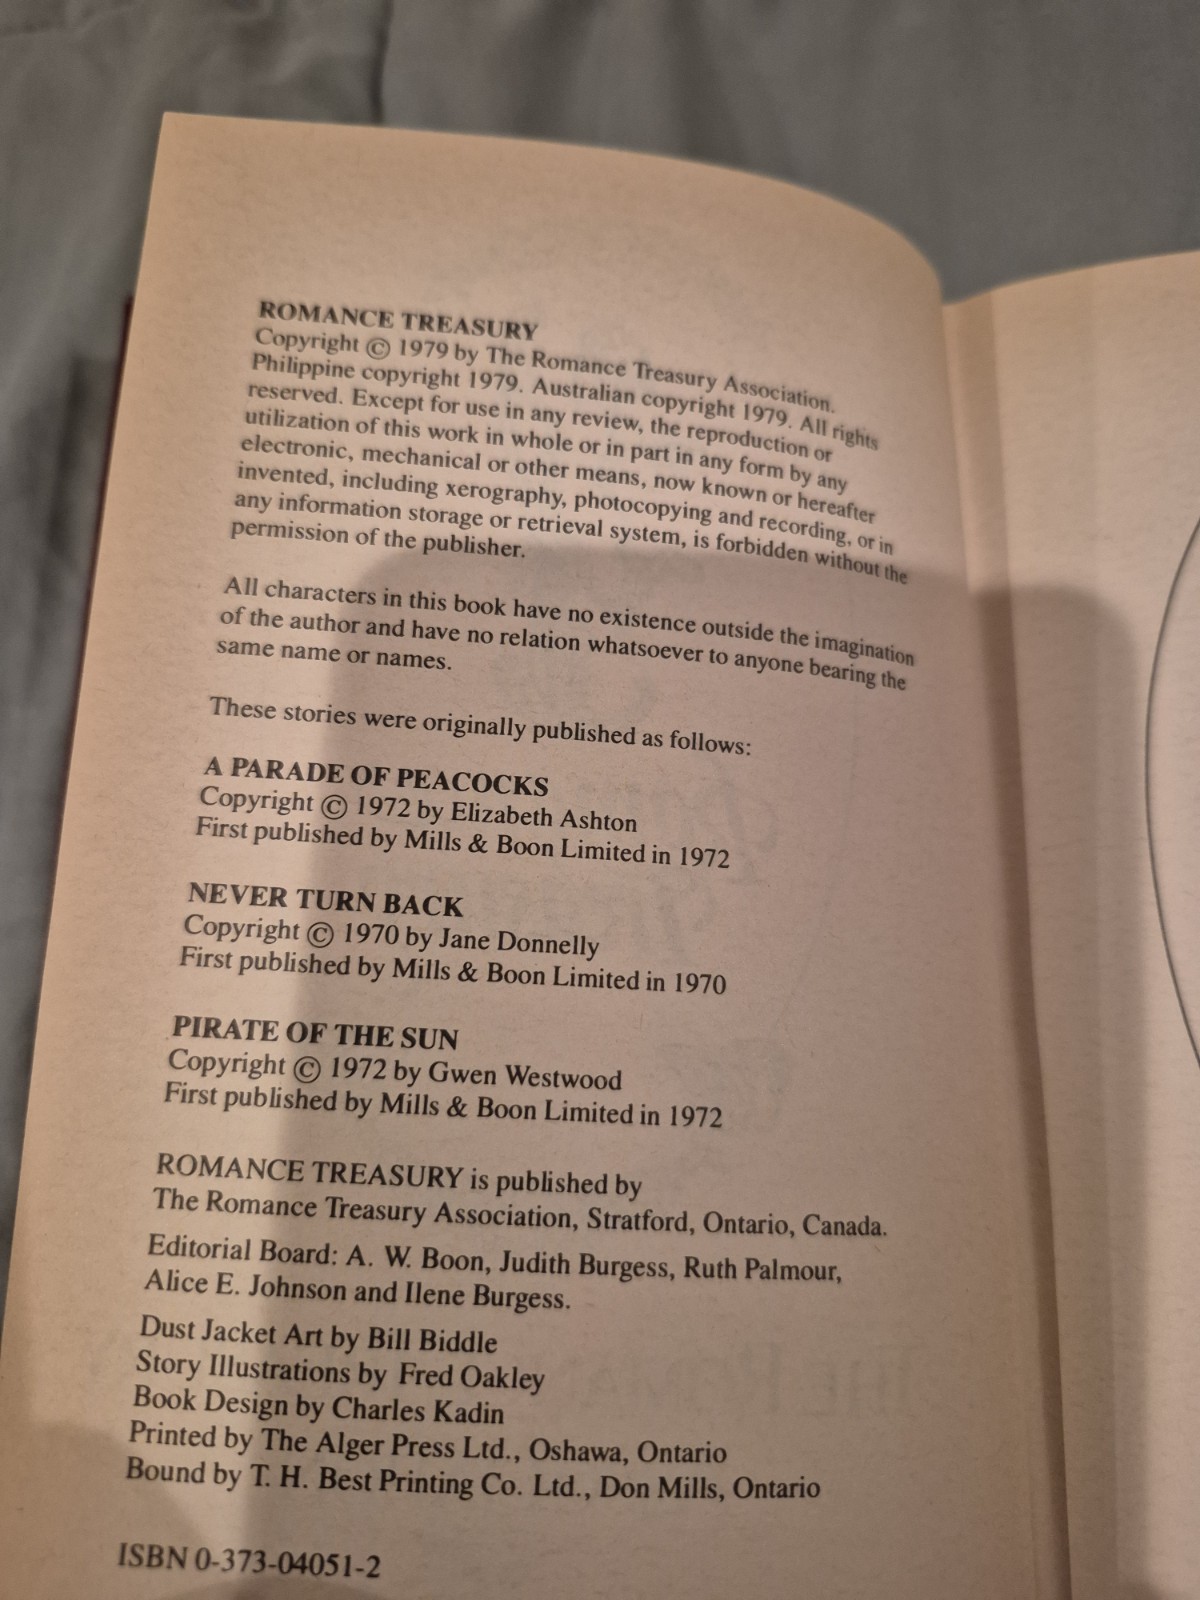 ROMANCE TREASURY
Copyright © 1979 by The Romance Treasury Association.
Philippine copyright 1979. Australian copyright 1979. All rights
reserved. Except for use in any review, the reproduction or
utilization of this work in whole or in part in any form by any
electronic, mechanical or other means, now known or hereafter
invented, including xerography, photocopying and recording, or in
any information storage or retrieval system, is forbidden without the
permission of the publisher.
All characters in this book have no existence outside the imagination
of the author and have no relation whatsoever to anyone bearing the
same name or names.
These stories were originally published as follows:
A PARADE OF PEACOCKS
Copyright © 1972 by Elizabeth Ashton
First published by Mills & Boon Limited in 1972
NEVER TURN BACK
Copyright © 1970 by Jane Donnelly
First published by Mills & Boon Limited in 1970
PIRATE OF THE SUN
Copyright © 1972 by Gwen Westwood
First published by Mills & Boon Limited in 1972
ROMANCE TREASURY is published by
The Romance Treasury Association, Stratford, Ontario, Canada.
Editorial Board: A. W. Boon, Judith Burgess, Ruth Palmour,
Alice E. Johnson and Ilene Burgess.
Dust Jacket Art by Bill Biddle
Story Illustrations by Fred Oakley
Book Design by Charles Kadin
Printed by The Alger Press Ltd., Oshawa, Ontario
Bound by T. H. Best Printing Co. Ltd., Don Mills, Ontario
ISBN 0-373-04051-2